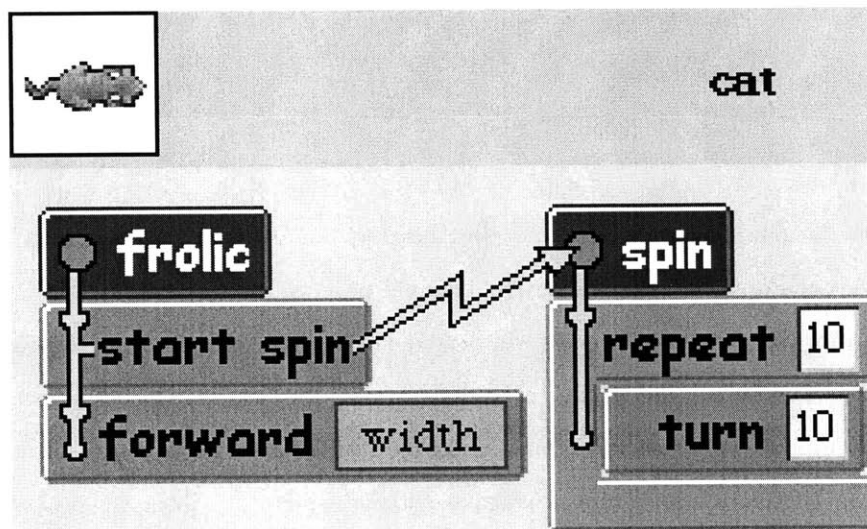 cat
frolic
start spin
forward width
spin
repeat 10
turn 10